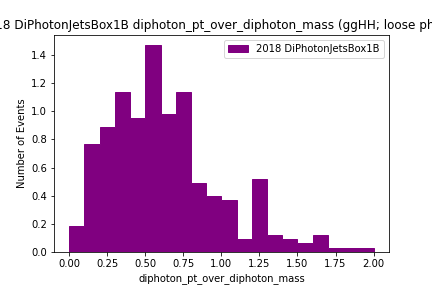 18 DiPhotonJetsBox1B diphoton_pt_over_diphoton_mass (ggHH; loose ph
2018 DiPhotonJetsBox1B
Number of Events
1.4
1.2
1.0
0.8
0.6
0.4
0.2
0.0
0.00 0.25 0.50 0.75 1.00 1.25 1.50 1.75 2.00
diphoton_pt_over_diphoton_mass